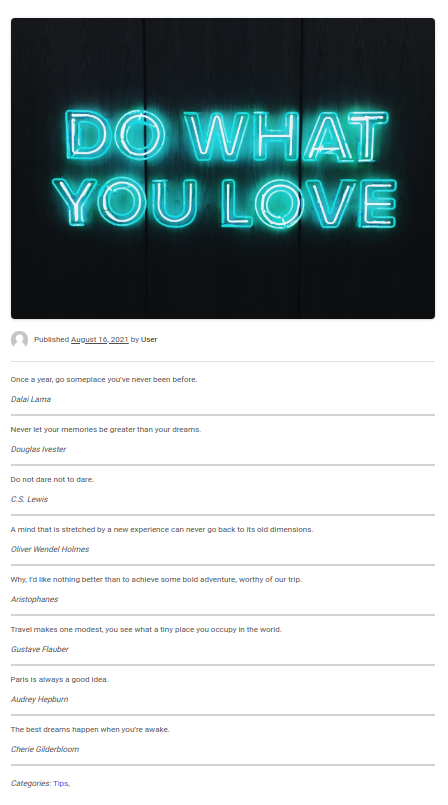 DO WHAT
YOU LOVE
Published August 16, 2021 by User
Once a year, go someplace you've never been before.
Dalai Lama
Never let your memories be greater than your dreams.
Douglas Ivester
Do not dare not to dare.
C.S. Lewis
A mind that is stretched by a new experience can never go back to its old dimensions.
Oliver Wendel Holmes
Why, I'd like nothing better than to achieve some bold adventure, worthy of our trip.
Aristophanes
Travel makes one modest, you see what a tiny place you occupy in the world.
Gustave Flauber
Paris is always a good idea.
Audrey Hepburn
The best dreams happen when you're awake.
Cherie Gilderbloom
Categories: Tips,